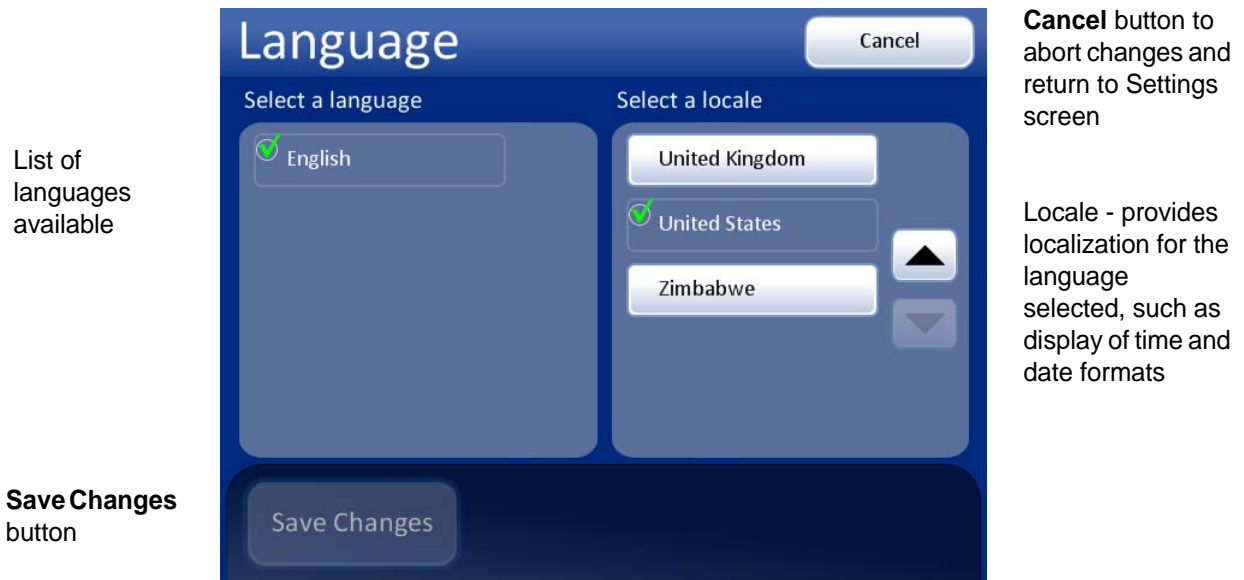 Language
Cancel
Select a language
Select a locale
English
United Kingdom
United States
Zimbabwe
Save Changes
List of
languages
available
Save Changes
button
Cancel button to
abort changes and
return to Settings
screen
Locale - provides
localization for the
language
selected, such as
display of time and
date formats